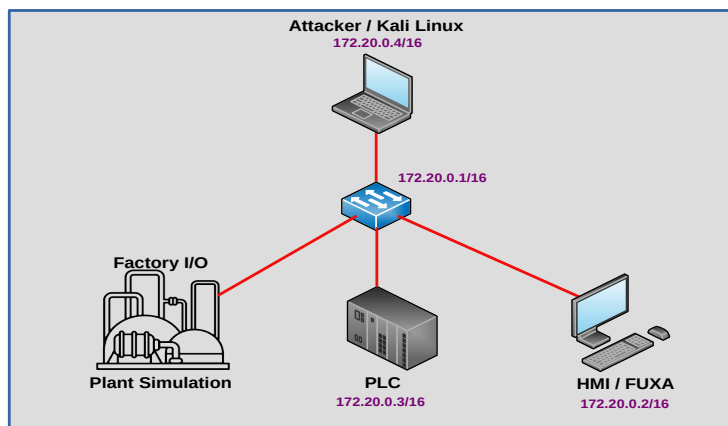 Attacker / Kali Linux
172.20.0.4/16
172.20.0.1/16
Factory I/O
Plant Simulation
PLC
172.20.0.3/16
HMI / FUXA
172.20.0.2/16